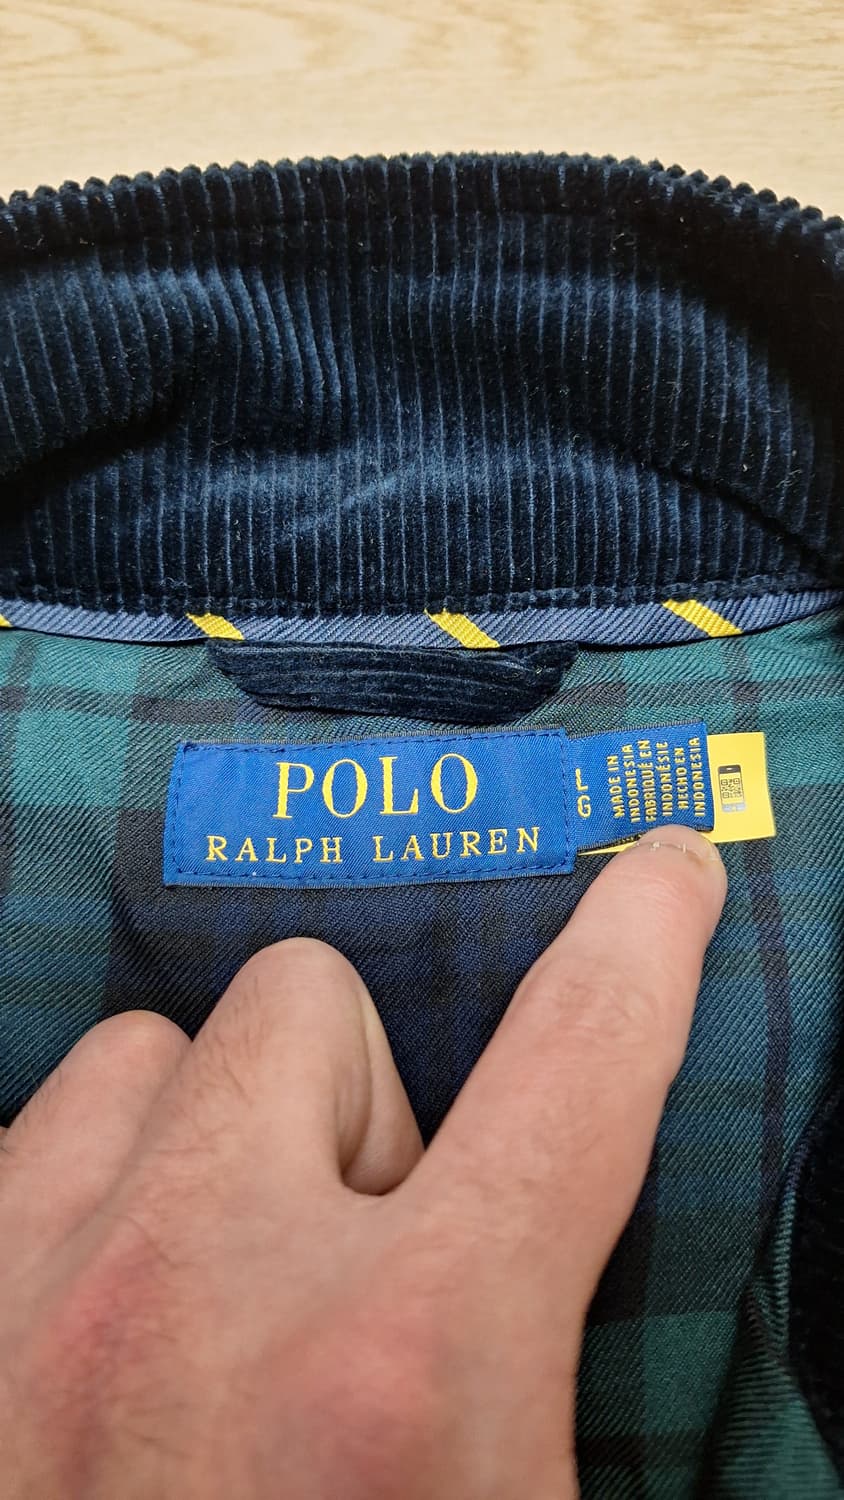 POLO
RALPH LAUREN
L
G
MADE IN
INDONESIA
FABRIQUÉ EN
INDONÉSIE
HECHO EN
INDONESIA